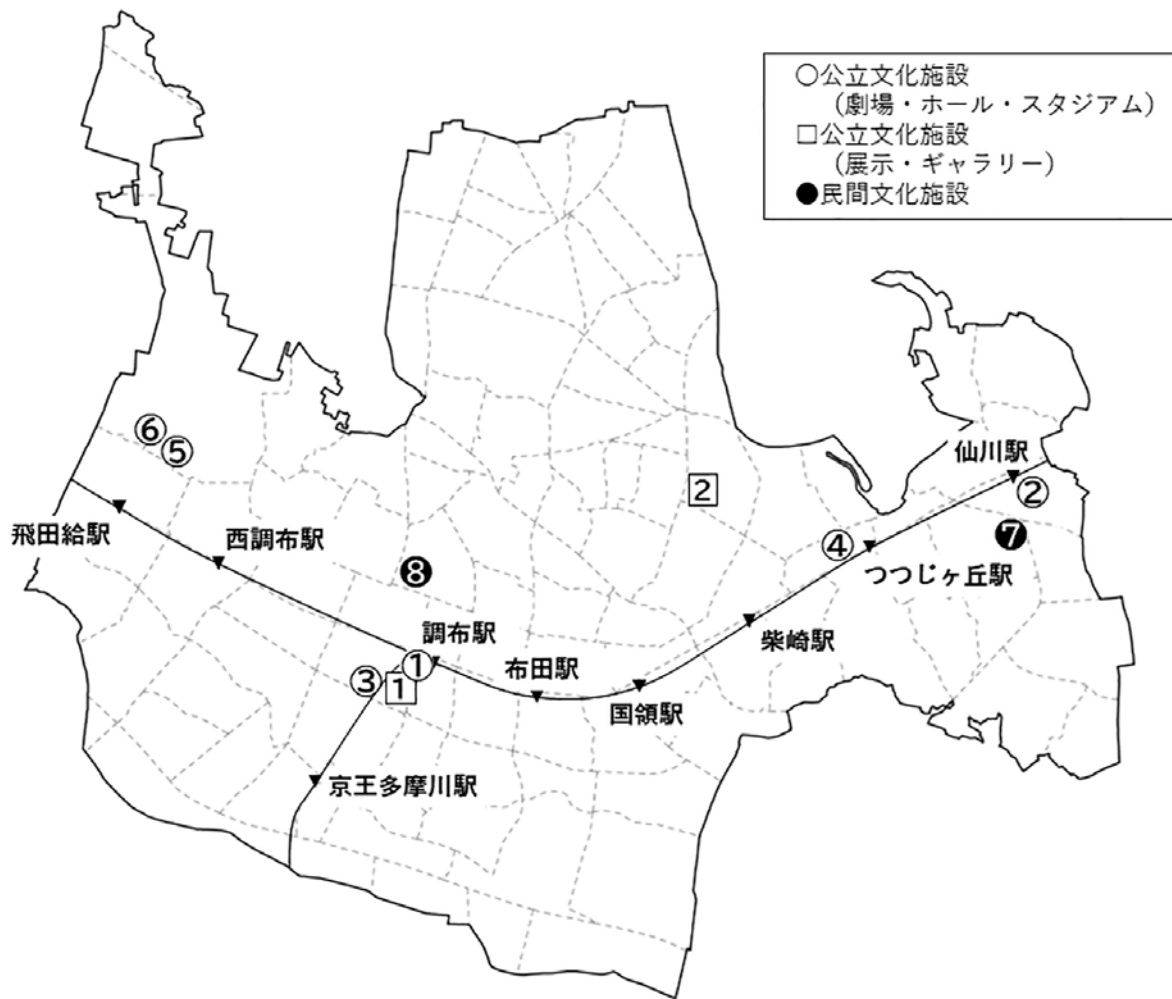 ○公立文化施設
（劇場・ホール・スタジアム）
□公立文化施設
（展示・ギャラリー）
●民間文化施設
仙川駅
②
⑥
⑤
2
❼
④
飛田給駅
西調布駅
つつじヶ丘駅
❽
柴崎駅
調布駅
①
布田駅
③
1
国領駅
京王多摩川駅